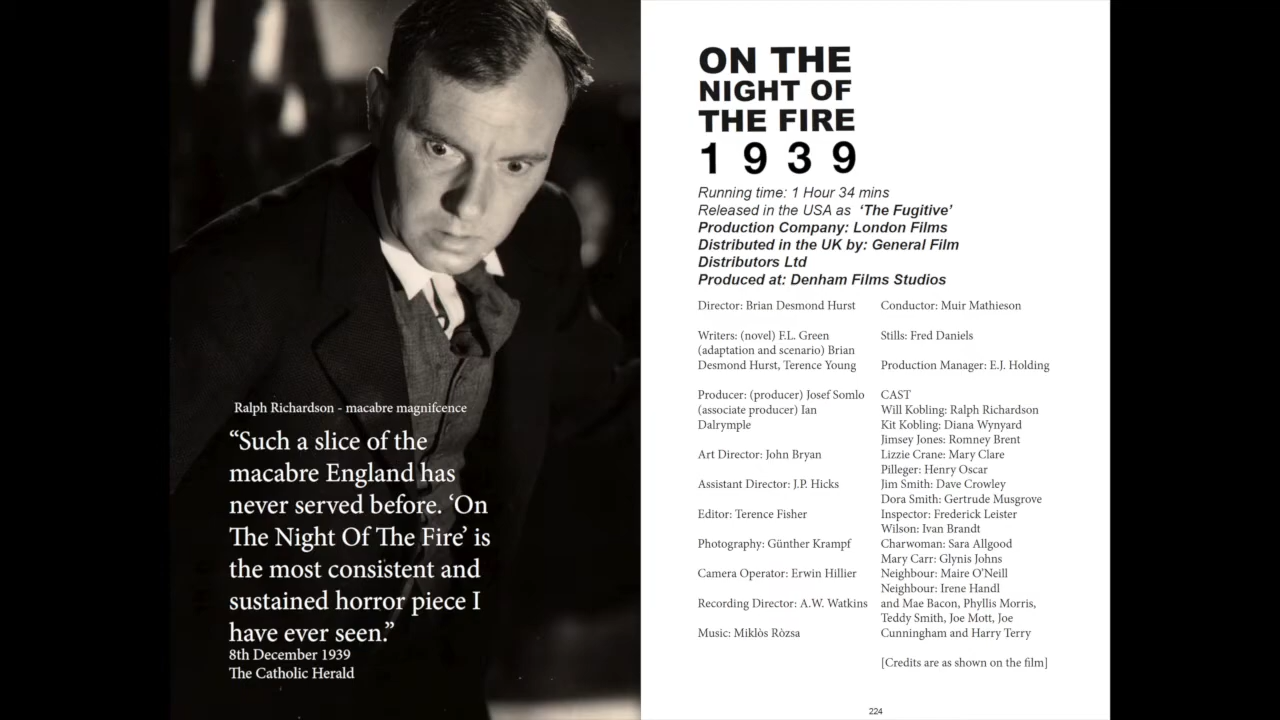 Ralph Richardson - macabre magnifcence
“Such a slice of the
macabre England has
never served before. ‘On
The Night Of The Fire’ is
the most consistent and
sustained horror piece I
have ever seen.”
8th December 1939
The Catholic Herald
ON THE
NIGHT OF
THE FIRE
1939
Running time: 1 Hour 34 mins
Released in the USA as ‘The Fugitive’
Production Company: London Films
Distributed in the UK by: General Film
Distributors Ltd
Produced at: Denham Films Studios
Director: Brian Desmond Hurst
Writers: (novel) F.L. Green
(adaptation and scenario) Brian
Desmond Hurst, Terence Young
Producer: (producer) Josef Somlo
(associate producer) Ian
Dalrymple
Art Director: John Bryan
Assistant Director: J.P. Hicks
Editor: Terence Fisher
Photography: Günther Krampf
Camera Operator: Erwin Hillier
Recording Director: A.W. Watkins
Music: Miklòs Ròzsa
Conductor: Muir Mathieson
Stills: Fred Daniels
Production Manager: E.J. Holding
CAST
Will Kobling: Ralph Richardson
Kit Kobling: Diana Wynyard
Jimsey Jones: Romney Brent
Lizzie Crane: Mary Clare
Pilleger: Henry Oscar
Jim Smith: Dave Crowley
Dora Smith: Gertrude Musgrove
Inspector: Frederick Leister
Wilson: Ivan Brandt
Charwoman: Sara Allgood
Mary Carr: Glynis Johns
Neighbour: Maire O’Neill
Neighbour: Irene Handl
and Mae Bacon, Phyllis Morris,
Teddy Smith, Joe Mott, Joe
Cunningham and Harry Terry
[Credits are as shown on the film]
224